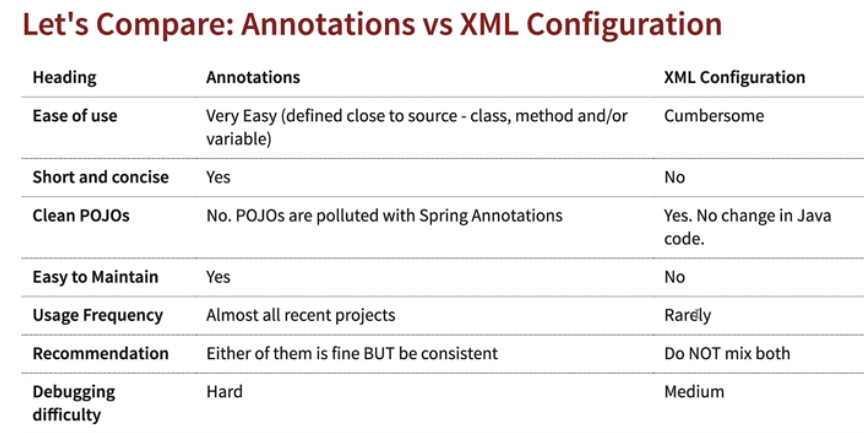 Let's Compare: Annotations vs XML Configuration
Heading Annotations XML Configuration
Ease of use Very Easy (defined close to source - class, method and/or Cumbersome
variable)
Short and concise Yes No
Clean POJOs No. POJOs are polluted with Spring Annotations Yes. No change in Java
code.
Easy to Maintain Yes No
Usage Frequency Almost all recent projects Rarely
Recommendation Either of them is fine BUT be consistent Do NOT mix both
Debugging Hard Medium
difficulty